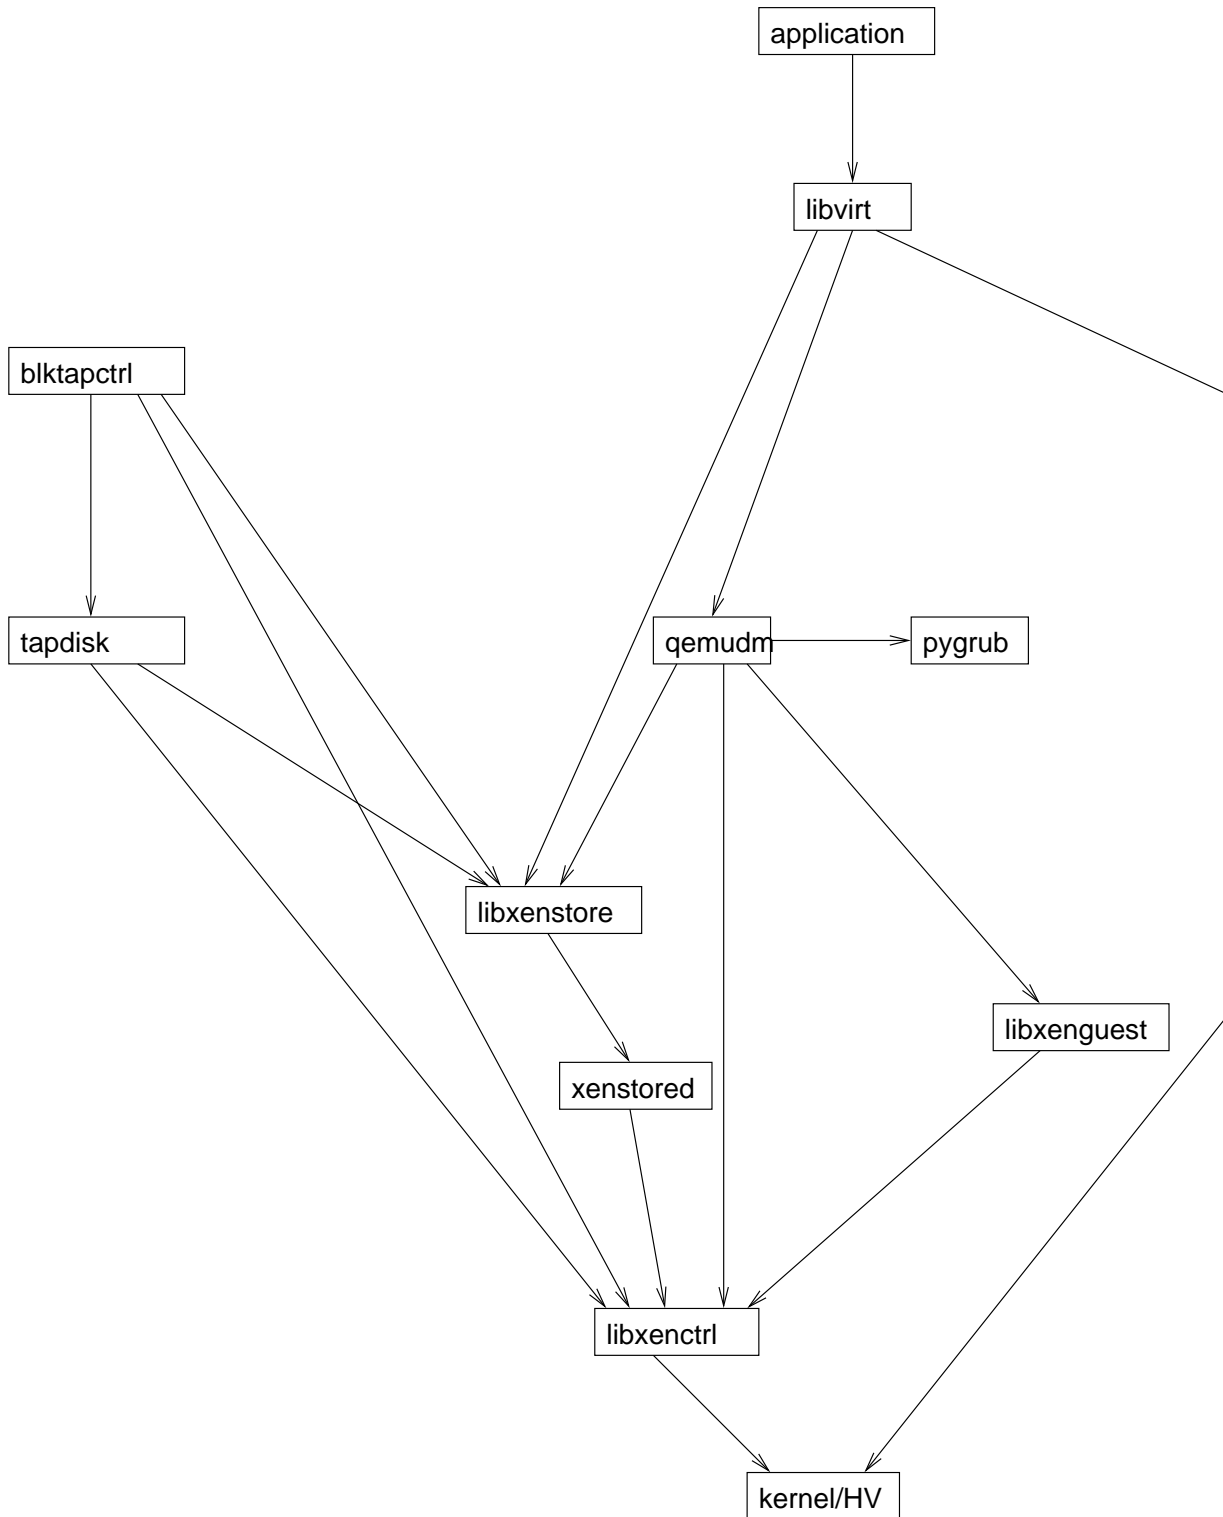 application
libvirt
blktapctrl
tapdisk
qemudm
pygrub
libxenstore
libxenguest
xenstored
libxenctrl
kernel/HV